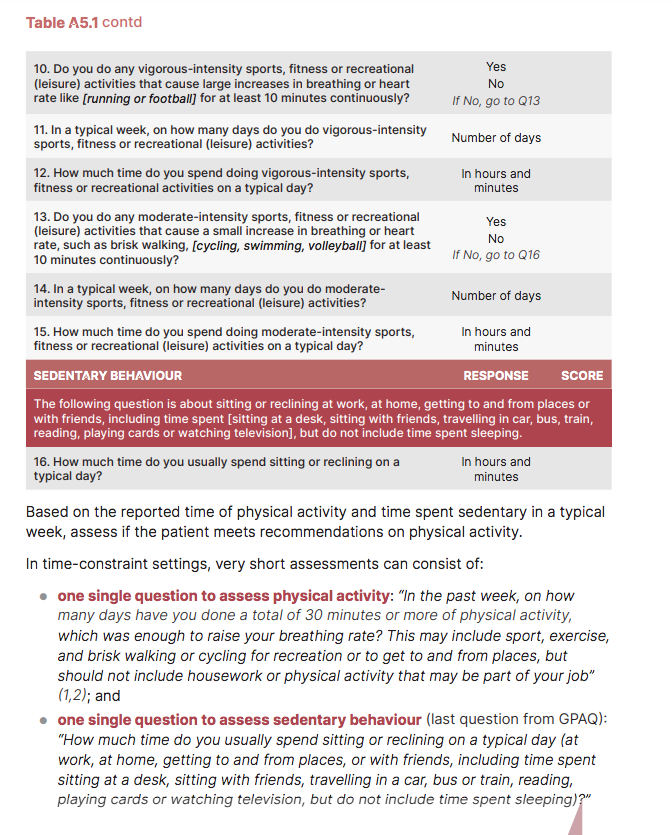 Table A5.1 contd
10. Do you do any vigorous-intensity sports, fitness or recreational
(leisure) activities that cause large increases in breathing or heart
rate like [running or football] for at least 10 minutes continuously?
Yes
No
If No, go to Q13
11. In a typical week, on how many days do you do vigorous-intensity
sports, fitness or recreational (leisure) activities?
Number of days
12. How much time do you spend doing vigorous-intensity sports,
fitness or recreational activities on a typical day?
In hours and
minutes
13. Do you do any moderate-intensity sports, fitness or recreational
(leisure) activities that cause a small increase in breathing or heart
rate, such as brisk walking, [cycling, swimming, volleyball] for at least
10 minutes continuously?
Yes
No
If No, go to Q16
14. In a typical week, on how many days do you do moderate-
intensity sports, fitness or recreational (leisure) activities?
Number of days
15. How much time do you spend doing moderate-intensity sports,
fitness or recreational (leisure) activities on a typical day?
In hours and
minutes
SEDENTARY BEHAVIOUR RESPONSE SCORE
The following question is about sitting or reclining at work, at home, getting to and from places or
with friends, including time spent [sitting at a desk, sitting with friends, travelling in car, bus, train,
reading, playing cards or watching television], but do not include time spent sleeping.
16. How much time do you usually spend sitting or reclining on a
typical day?
In hours and
minutes
Based on the reported time of physical activity and time spent sedentary in a typical
week, assess if the patient meets recommendations on physical activity.
In time-constraint settings, very short assessments can consist of:
● one single question to assess physical activity: “In the past week, on how
many days have you done a total of 30 minutes or more of physical activity,
which was enough to raise your breathing rate? This may include sport, exercise,
and brisk walking or cycling for recreation or to get to and from places, but
should not include housework or physical activity that may be part of your job”
(1,2); and
● one single question to assess sedentary behaviour (last question from GPAQ):
“How much time do you usually spend sitting or reclining on a typical day (at
work, at home, getting to and from places, or with friends, including time spent
sitting at a desk, sitting with friends, travelling in a car, bus or train, reading,
playing cards or watching television, but do not include time spent sleeping)?”